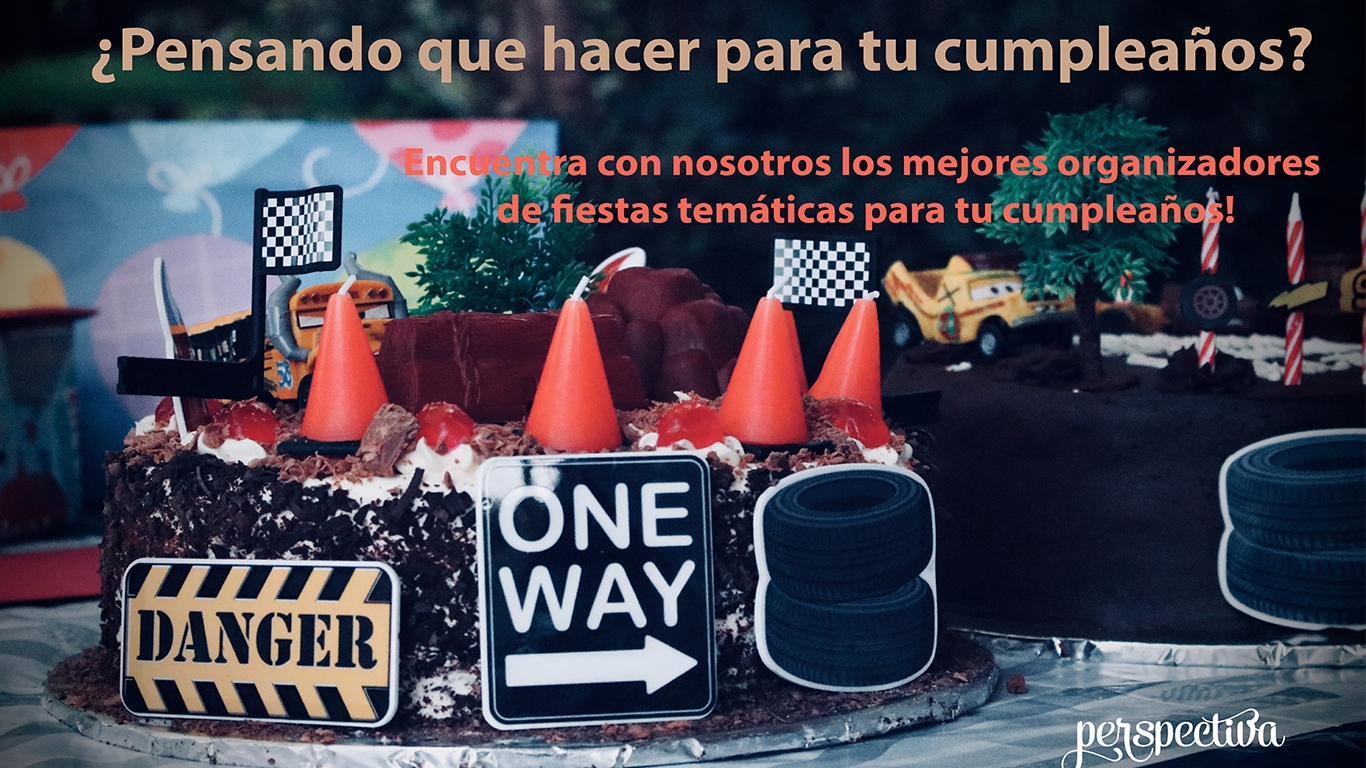 ¿Pensando que hacer para tu cumpleaños?
Encuentra con nosotros los mejores organizadores
de fiestas temáticas para tu cumpleaños!
ONE
WAY
DANGER
perspectiva